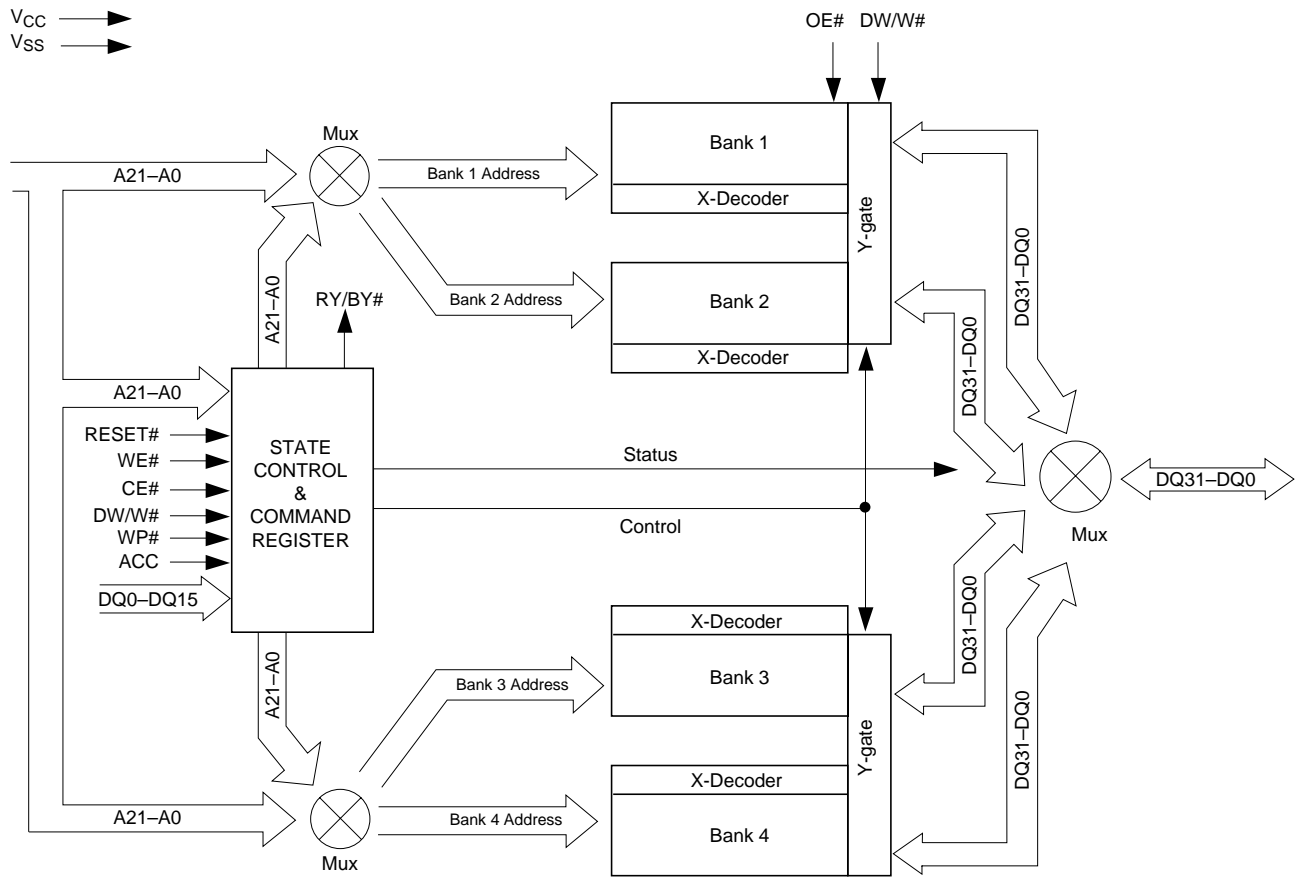 VCC
VSS
OE# DW/W#
Mux
Bank 1
A21–A0
Bank 1 Address
X-Decoder
Y-gate
DQ31–DQ0
A21–A0
RY/BY#
Bank 2 Address
Bank 2
X-Decoder
DQ31–DQ0
A21–A0
RESET#
WE#
CE#
DW/W#
WP#
ACC
DQ0–DQ15
STATE
CONTROL
&
COMMAND
REGISTER
Status
Control
DQ31–DQ0
Mux
A21–A0
X-Decoder
Bank 3
Bank 3 Address
Y-gate
DQ31–DQ0
DQ31–DQ0
X-Decoder
Bank 4
Bank 4 Address
A21–A0
Mux